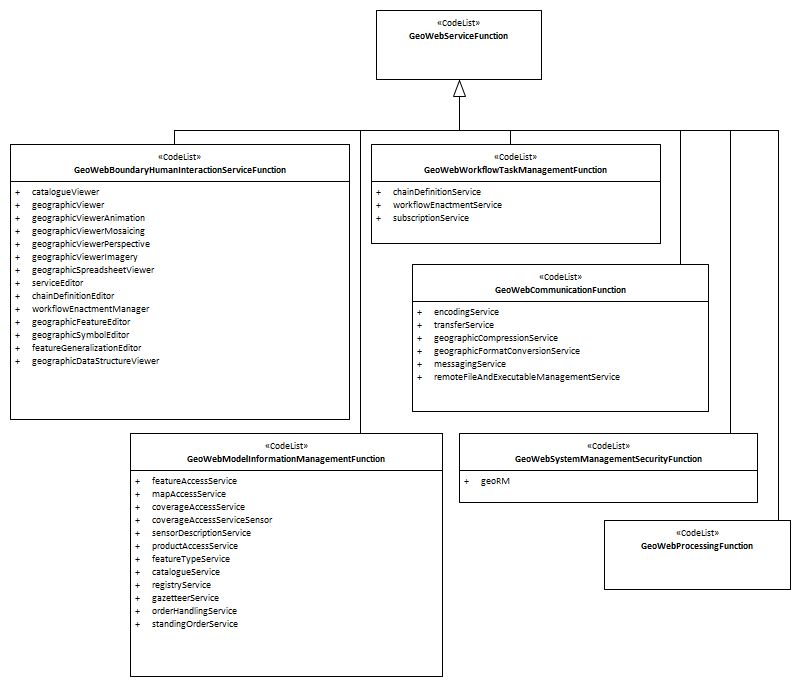 «CodeList»
GeoWebServiceFunction
«CodeList»
GeoWebBoundaryHumanInteractionServiceFunction
+ catalogueViewer
+ geographicViewer
+ geographicViewerAnimation
+ geographicViewerMosaicing
+ geographicViewerPerspective
+ geographicViewerImagery
+ geographicSpreadsheetViewer
+ serviceEditor
+ chainDefinitionEditor
+ workflowEnactmentManager
+ geographicFeatureEditor
+ geographicSymbolEditor
+ featureGeneralizationEditor
+ geographicDataStructureViewer
«CodeList»
GeoWebWorkflowTaskManagementFunction
+ chainDefinitionService
+ workflowEnactmentService
+ subscriptionService
«CodeList»
GeoWebCommunicationFunction
+ encodingService
+ transferService
+ geographicCompressionService
+ geographicFormatConversionService
+ messagingService
+ remoteFileAndExecutableManagementService
«CodeList»
GeoWebModelInformationManagementFunction
+ featureAccessService
+ mapAccessService
+ coverageAccessService
+ coverageAccessServiceSensor
+ sensorDescriptionService
+ productAccessService
+ featureTypeService
+ catalogueService
+ registryService
+ gazetteerService
+ orderHandlingService
+ standingOrderService
«CodeList»
GeoWebSystemManagementSecurityFunction
+ geoRM
«CodeList»
GeoWebProcessingFunction